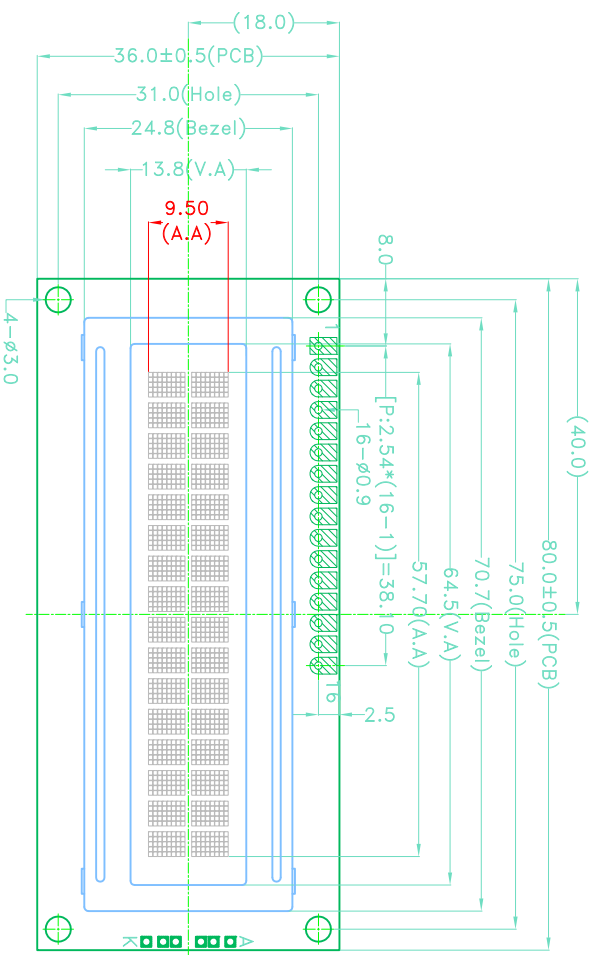 (18.0)
36.0±0.5(PCB)
31.0(Hole)
24.8(Bezel)
13.8(V.A)
9.50
(A.A)
8.0
4-ø3.0
1
[P:2.54*(16-1)]=38.10
16-ø0.9
(40.0)
57.70(A.A)
64.5(V.A)
70.7(Bezel)
75.0(Hole)
80.0±0.5(PCB)
16
2.5
K
A